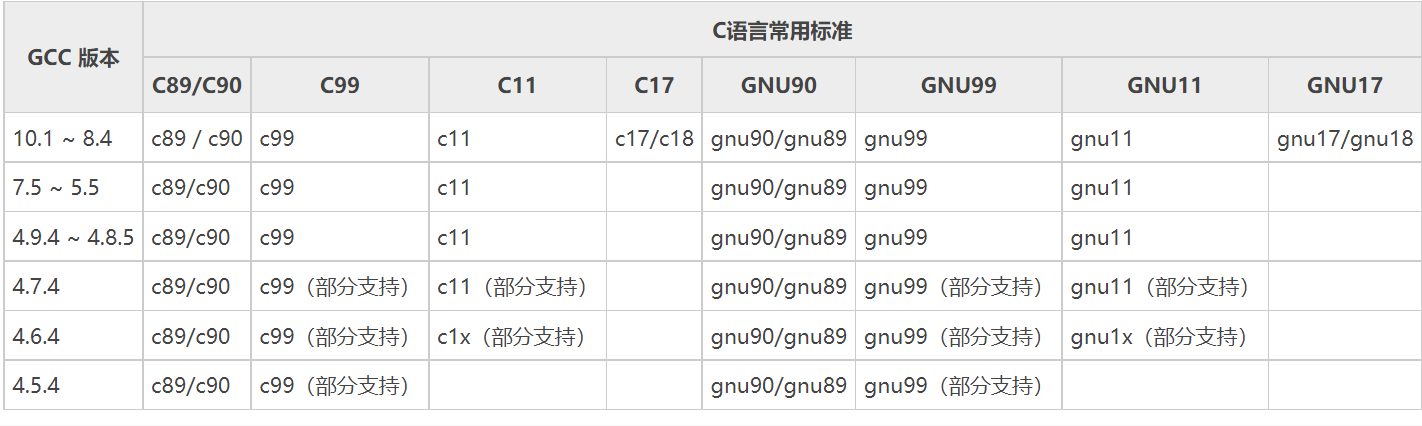 GCC 版本 C语言常用标准
C89/C90 C99 C11 C17 GNU90 GNU99 GNU11 GNU17
10.1 ~ 8.4 c89 / c90 c99 c11 c17/c18 gnu90/gnu89 gnu99 gnu11 gnu17/gnu18
7.5 ~ 5.5 c89/c90 c99 c11 gnu90/gnu89 gnu99 gnu11
4.9.4 ~ 4.8.5 c89/c90 c99 c11 gnu90/gnu89 gnu99 gnu11
4.7.4 c89/c90 c99（部分支持） c11（部分支持） gnu90/gnu89 gnu99（部分支持） gnu11（部分支持）
4.6.4 c89/c90 c99（部分支持） c1x（部分支持） gnu90/gnu89 gnu99（部分支持） gnu1x（部分支持）
4.5.4 c89/c90 c99（部分支持） gnu90/gnu89 gnu99（部分支持）